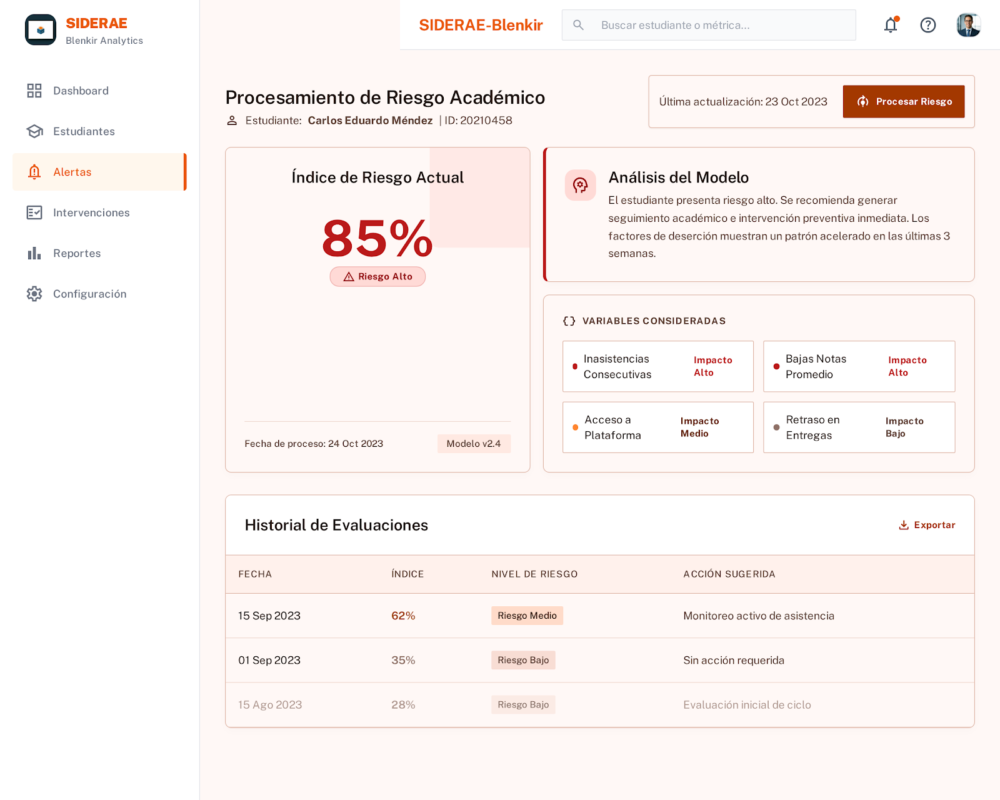 SIDERAE
Blenkir Analytics
Dashboard
Estudiantes
Alertas
Intervenciones
Reportes
Configuración
SIDERAE-Blenkir
Buscar estudiante o métrica...
Procesamiento de Riesgo Académico
Estudiante: Carlos Eduardo Méndez | ID: 20210458
Última actualización: 23 Oct 2023
Procesar Riesgo
Índice de Riesgo Actual
85%
Riesgo Alto
Fecha de proceso: 24 Oct 2023
Modelo v2.4
Análisis del Modelo
El estudiante presenta riesgo alto. Se recomienda generar
seguimiento académico e intervención preventiva inmediata. Los
factores de deserción muestran un patrón acelerado en las últimas 3
semanas.
VARIABLES CONSIDERADAS
Inasistencias
Consecutivas
Impacto
Alto
Bajas Notas
Promedio
Impacto
Alto
Acceso a
Plataforma
Impacto
Medio
Retraso en
Entregas
Impacto
Bajo
Historial de Evaluaciones
Exportar
FECHA ÍNDICE NIVEL DE RIESGO ACCIÓN SUGERIDA
15 Sep 2023 62% Riesgo Medio Monitoreo activo de asistencia
01 Sep 2023 35% Riesgo Bajo Sin acción requerida
15 Ago 2023 28% Riesgo Bajo Evaluación inicial de ciclo